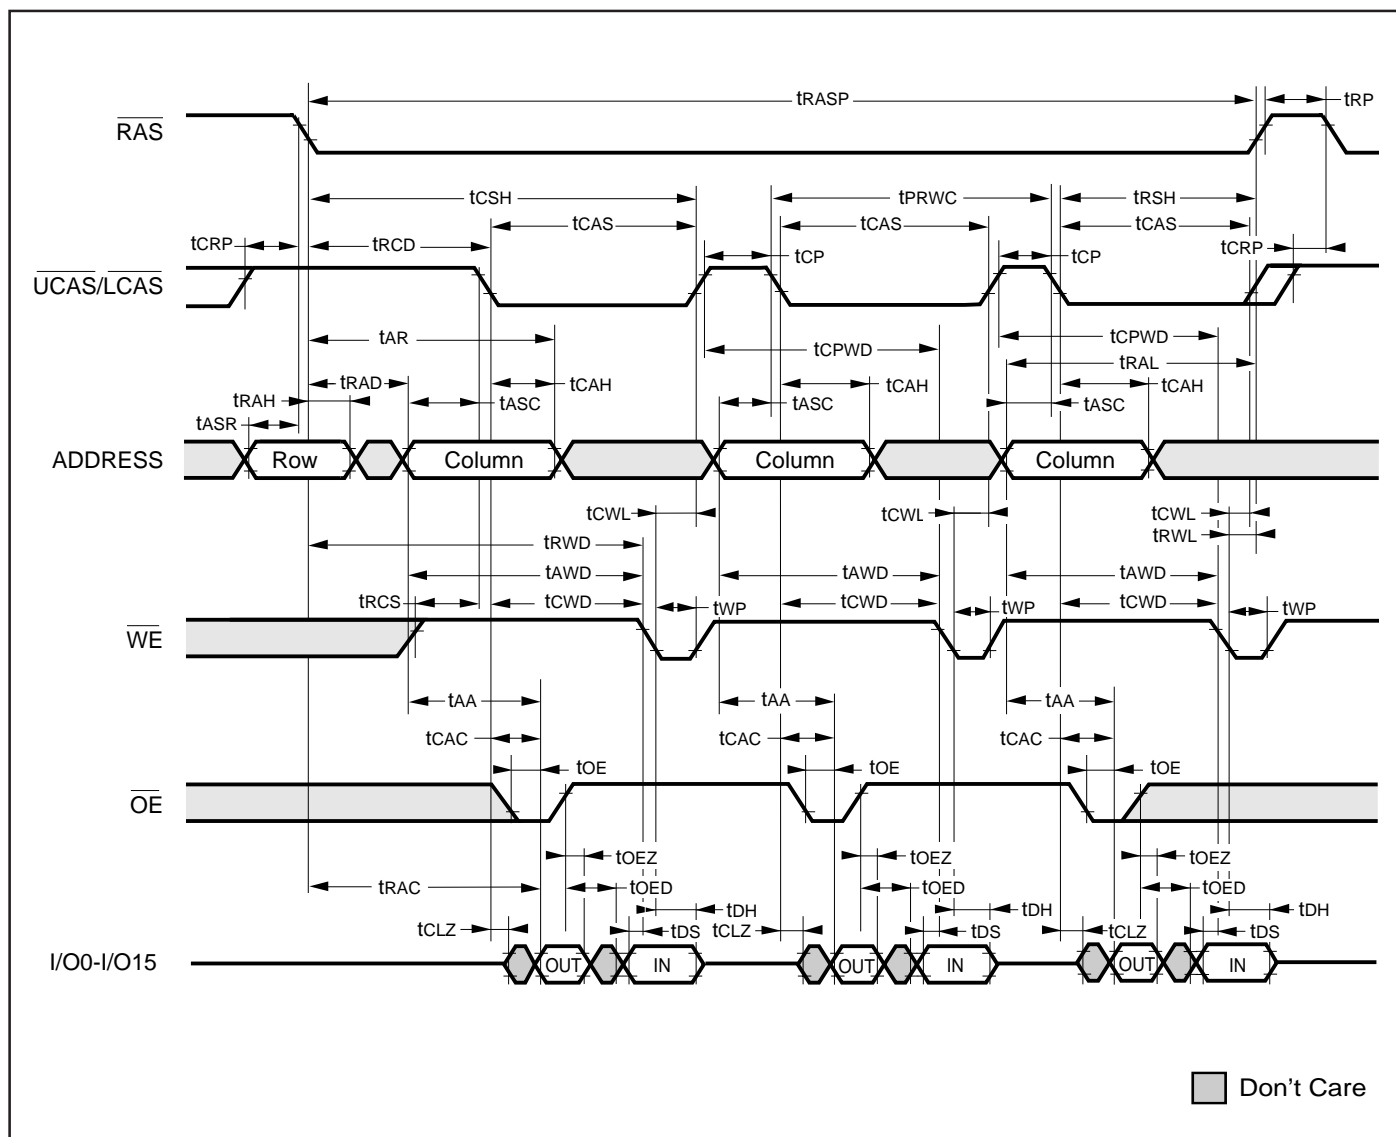 tRASP tRP
RAS
tCSH tPRWC tRSH
tCAS tCAS tCAS
tCRP tRCD tCP tCP tCRP
UCAS/LCAS
tAR tCPWD tCPWD
tRAL
tRAD tCAH tCAH tCAH
tRAH
tASR tASC tASC tASC
ADDRESS Row Column Column Column
tCWL tCWL tCWL
tRWD tRWL
tAWD tAWD tAWD
tRCS tCWD tWP tCWD tWP tCWD tWP
WE
tAA tAA tAA
tCAC tCAC tCAC
tOE tOE tOE
OE
tOEZ tOEZ tOEZ
tRAC tOED tOED tOED
tDH tDH tDH
tCLZ tDS tCLZ tDS tCLZ tDS
I/O0-I/O15 OUT IN OUT IN OUT IN
Don't Care